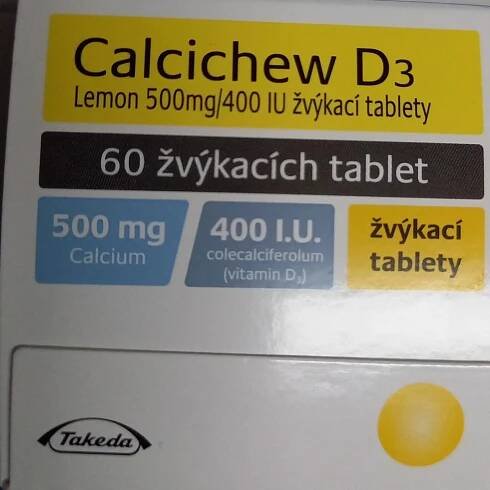 Calcichew D3
Lemon 500mg/400 IU žvýkací tablety
60 žvýkacích tablet
500 mg
Calcium
400 I.U.
colecalciferolum
(vitamin D₃)
žvýkací
tablety
Takeda